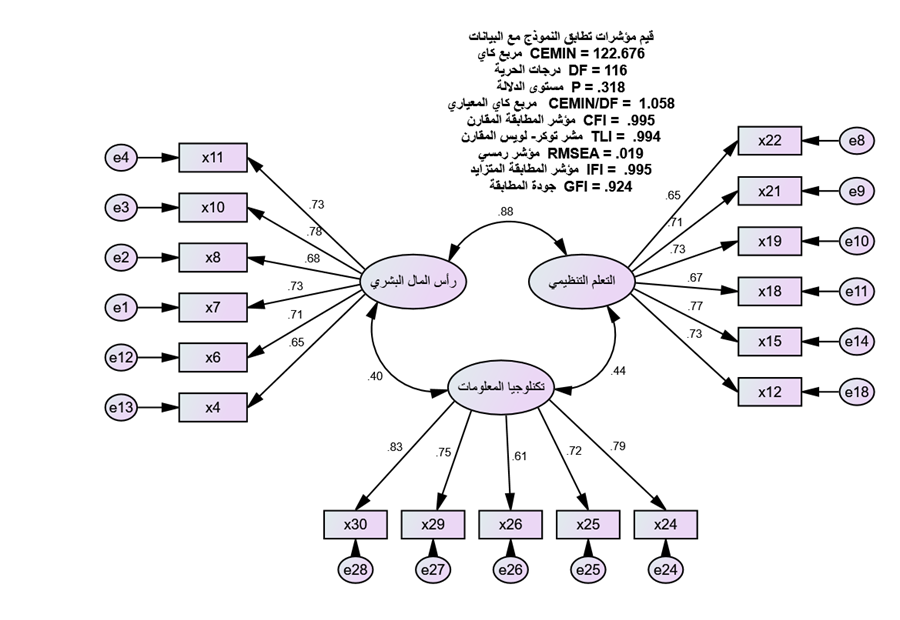 قيم مؤشرات تطابق النموذج مع البيانات
CEMIN = 122.676 مربع كاي
DF = 116 درجات الحرية
P = .318 مستوى الدلالة
CEMIN/DF = 1.058 مربع كاي المعياري
CFI = .995 مؤشر المطابقة المقارن
TLI = .994 مشر توكر- لويس المقارن
RMSEA = .019 مؤشر رمسي
IFI = .995 مؤشر المطابقة المتزايد
GFI = .924 جودة المطابقة
e4 x11 .73
e3 x10 .78
e2 x8 .68
e1 x7 .73
e12 x6 .71
e13 x4 .65
رأس المال البشري
.88
التعلم التنظيمي
.65 x22 e8
.71 x21 e9
.73 x19 e10
.67 x18 e11
.77 x15 e14
.73 x12 e18
.40
.44
تكنلوجيا المعلومات
.83 .75 .61 .72 .79
x30 x29 x26 x25 x24
e28 e27 e26 e25 e24